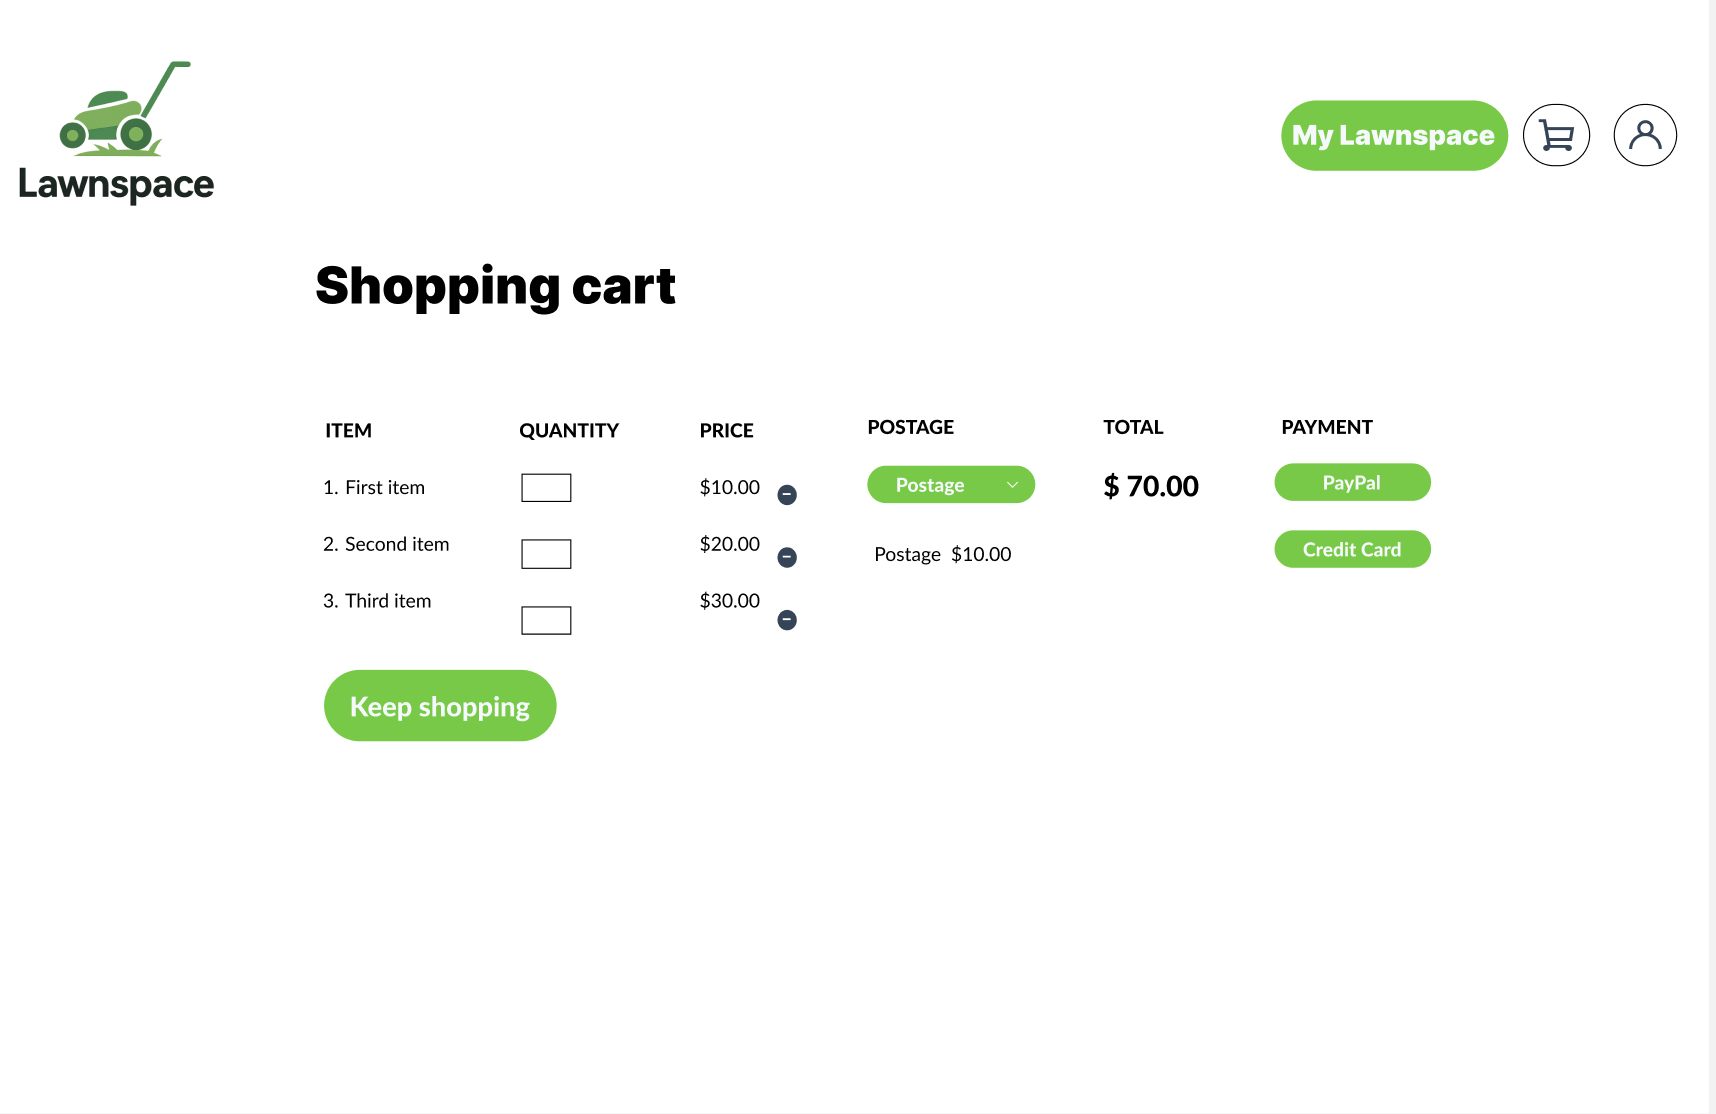 Lawnspace
My Lawnspace
Shopping cart
ITEM QUANTITY PRICE POSTAGE TOTAL PAYMENT
1. First item $10.00 Postage $ 70.00 PayPal
2. Second item $20.00 Postage $10.00 Credit Card
3. Third item $30.00
Keep shopping